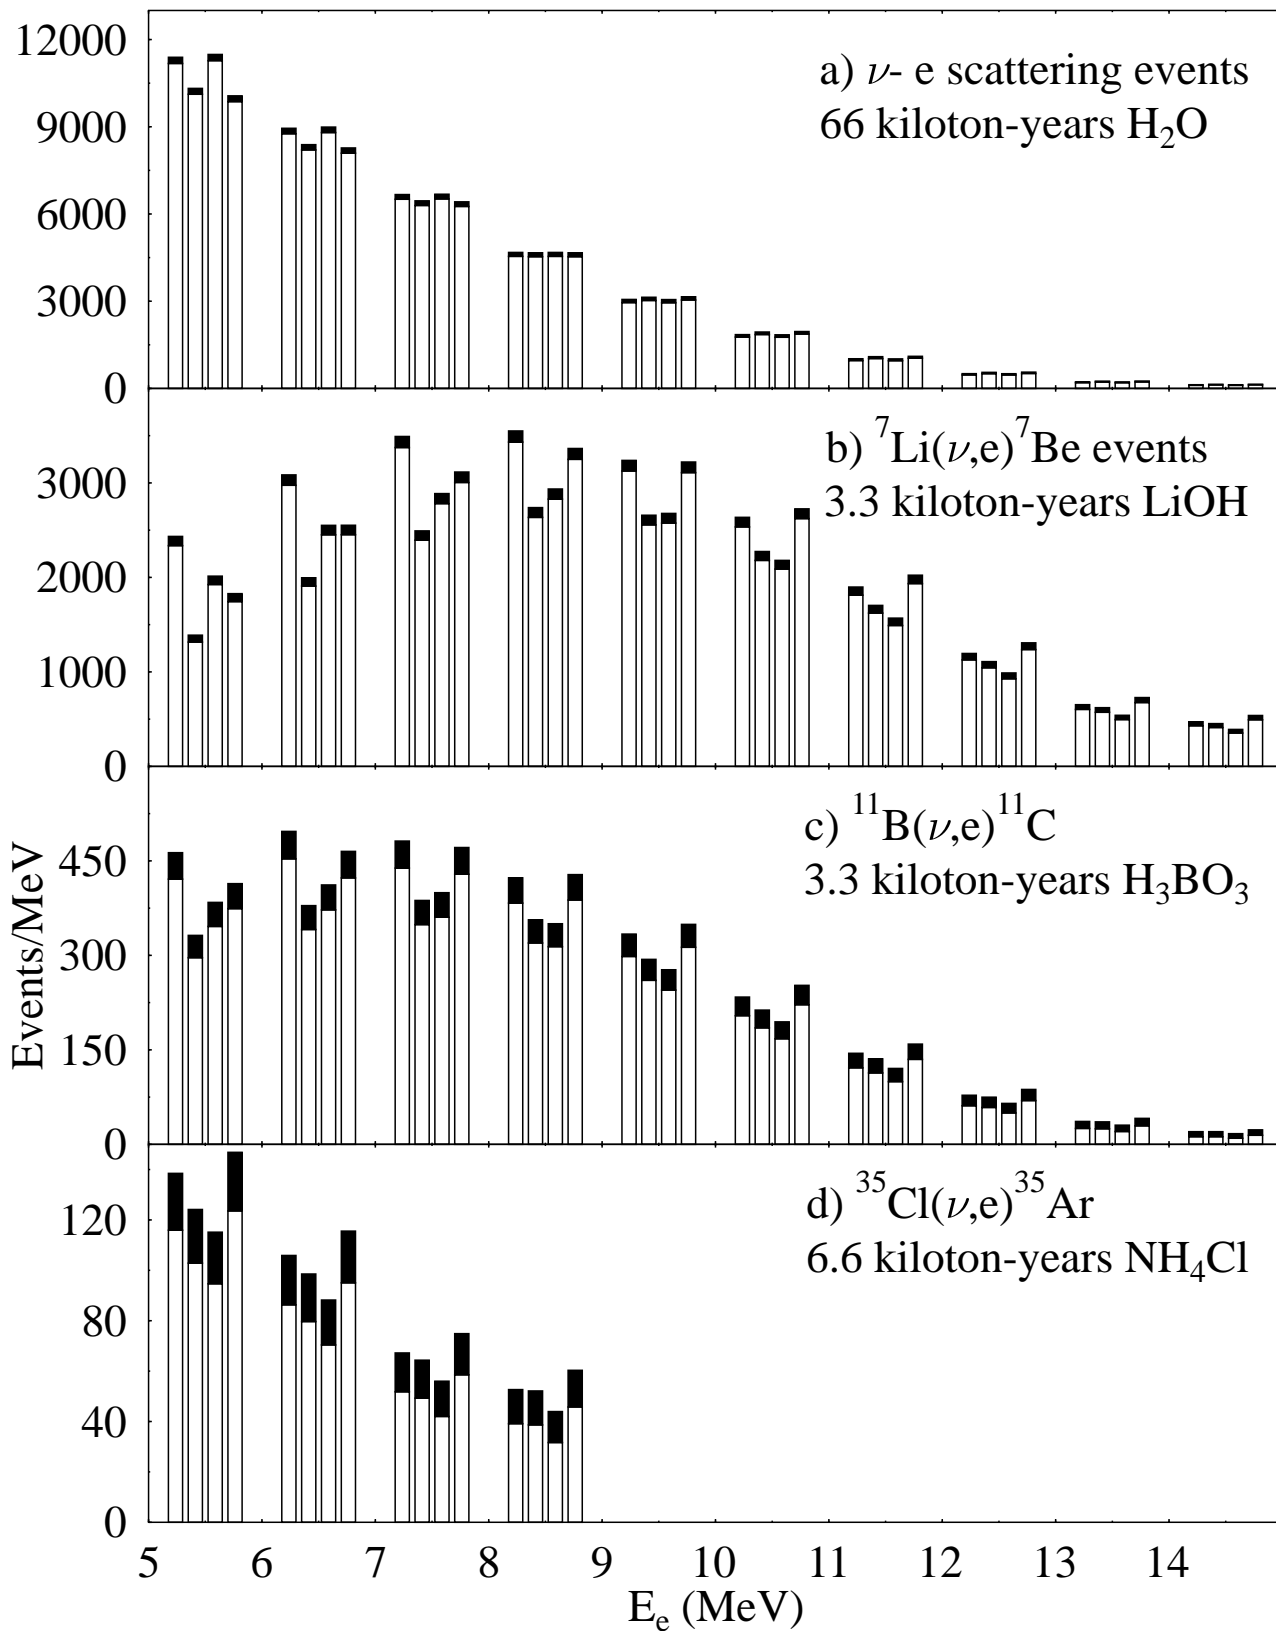 12000
9000
6000
3000
0
a) ν- e scattering events
66 kiloton-years H₂O
3000
2000
1000
0
b) ⁷Li(ν,e)⁷Be events
3.3 kiloton-years LiOH
450
300
150
0
c) ¹¹B(ν,e)¹¹C
3.3 kiloton-years H₃BO₃
Events/MeV
120
80
40
0
d) ³⁵Cl(ν,e)³⁵Ar
6.6 kiloton-years NH₄Cl
5 6 7 8 9 10 11 12 13 14
Eₑ (MeV)